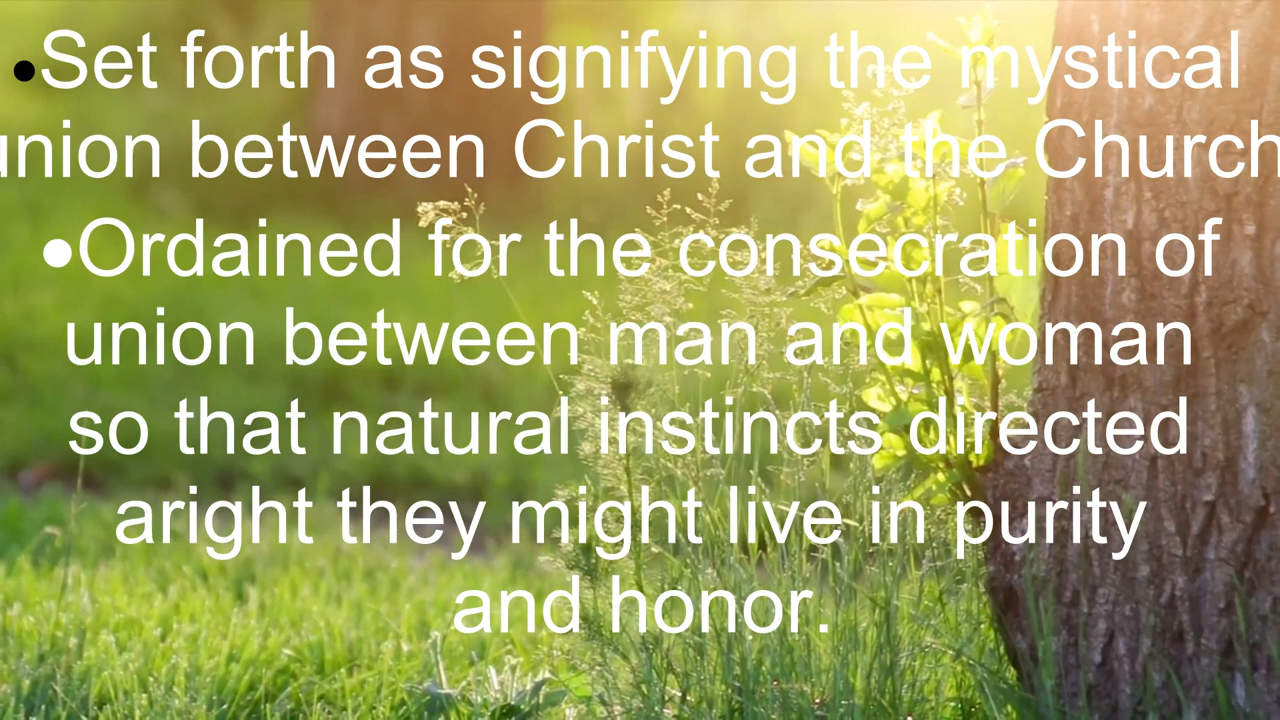 •Set forth as signifying the mystical
union between Christ and the Church
•Ordained for the consecration of
union between man and woman
so that natural instincts directed
aright they might live in purity
and honor.